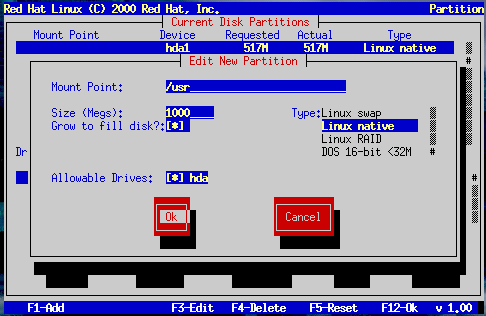 Red Hat Linux (C) 2000 Red Hat, Inc. Partition
Current Disk Partitions
Mount Point Device Requested Actual Type
hda1 517M 517M Linux native
Edit New Partition
Mount Point: /usr
Size (Megs): 1000 Type: Linux swap
Grow to fill disk?: [*] Linux native
Linux RAID
DOS 16-bit <32M #
Dr
Allowable Drives: [*] hda
Ok Cancel
F1-Add F3-Edit F4-Delete F5-Reset F12-Ok v 1.00